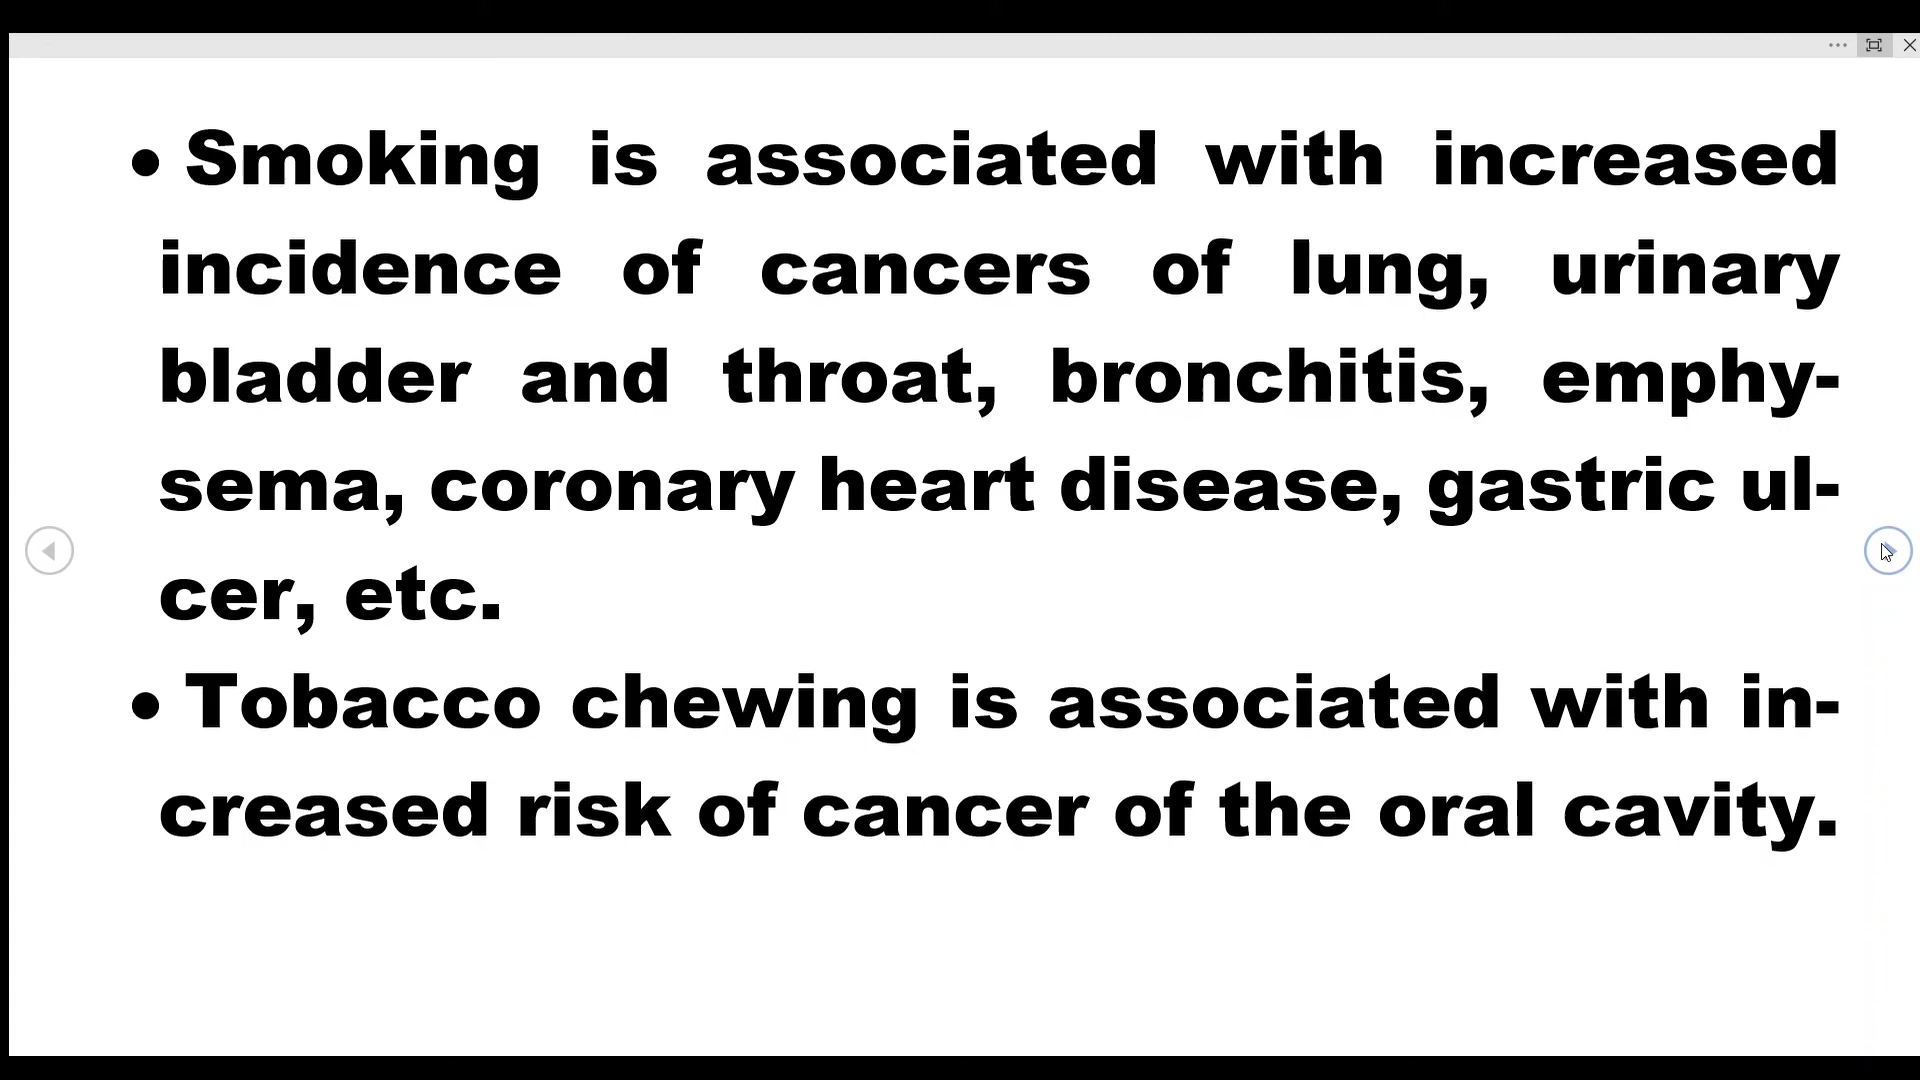 • Smoking is associated with increased
incidence of cancers of lung, urinary
bladder and throat, bronchitis, emphy-
sema, coronary heart disease, gastric ul-
cer, etc.
• Tobacco chewing is associated with in-
creased risk of cancer of the oral cavity.